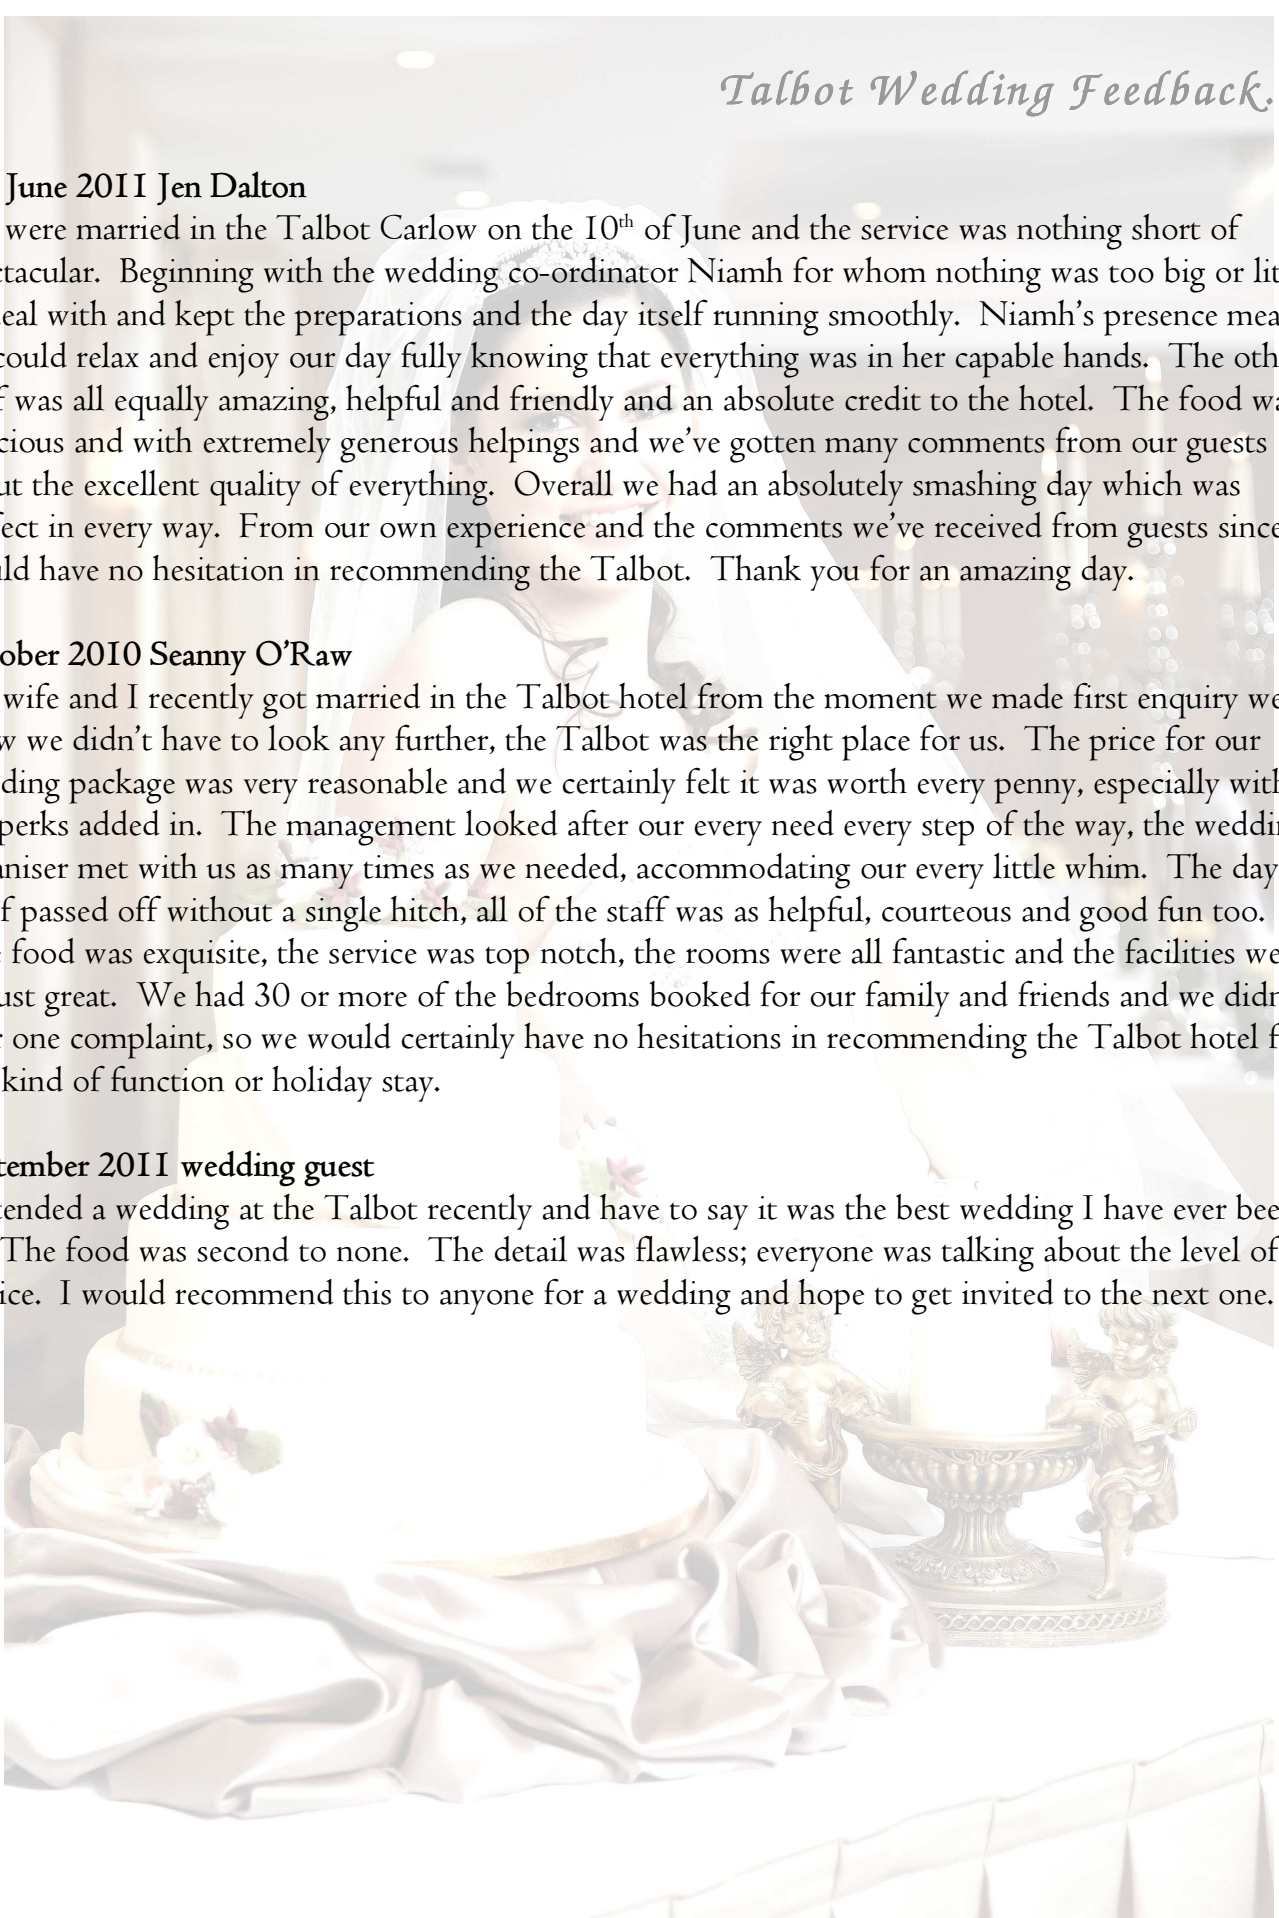 Talbot Wedding Feedback.
June 2011 Jen Dalton
were married in the Talbot Carlow on the 10th of June and the service was nothing short of
ctacular. Beginning with the wedding co-ordinator Niamh for whom nothing was too big or lit
eal with and kept the preparations and the day itself running smoothly. Niamh's presence mea
could relax and enjoy our day fully knowing that everything was in her capable hands. The oth
f was all equally amazing, helpful and friendly and an absolute credit to the hotel. The food wa
cious and with extremely generous helpings and we've gotten many comments from our guests
ut the excellent quality of everything. Overall we had an absolutely smashing day which was
fect in every way. From our own experience and the comments we've received from guests since
uld have no hesitation in recommending the Talbot. Thank you for an amazing day.
ober 2010 Seanny O'Raw
wife and I recently got married in the Talbot hotel from the moment we made first enquiry we
w we didn't have to look any further, the Talbot was the right place for us. The price for our
ding package was very reasonable and we certainly felt it was worth every penny, especially with
perks added in. The management looked after our every need every step of the way, the weddin
aniser met with us as many times as we needed, accommodating our every little whim. The day
f passed off without a single hitch, all of the staff was as helpful, courteous and good fun too.
e food was exquisite, the service was top notch, the rooms were all fantastic and the facilities we
ust great. We had 30 or more of the bedrooms booked for our family and friends and we didn
r one complaint, so we would certainly have no hesitations in recommending the Talbot hotel f
kind of function or holiday stay.
tember 2011 wedding guest
tended a wedding at the Talbot recently and have to say it was the best wedding I have ever bee
The food was second to none. The detail was flawless; everyone was talking about the level of
ice. I would recommend this to anyone for a wedding and hope to get invited to the next one.